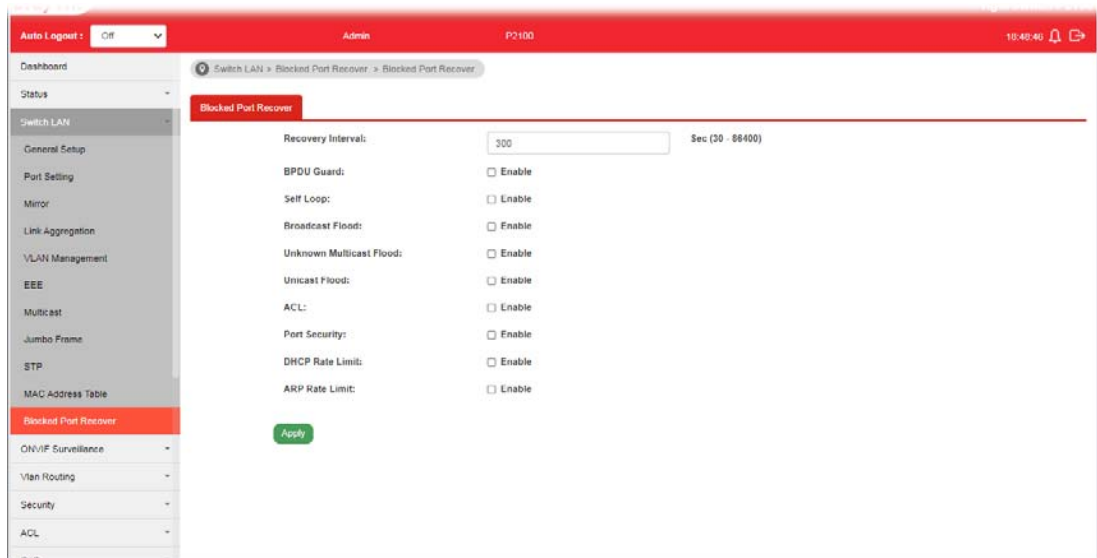 Auto Logout : Off Admin P2100 18:48:46
Dashboard
Status
Switch LAN
General Setup
Port Setting
Mirror
Link Aggregation
VLAN Management
EEE
Multicast
Jumbo Frame
STP
MAC Address Table
Blocked Port Recover
ONVIF Surveillance
Vlan Routing
Security
ACL
Switch LAN > Blocked Port Recover > Blocked Port Recover
Blocked Port Recover
Recovery Interval: 300 Sec (30 - 86400)
BPDU Guard: Enable
Self Loop: Enable
Broadcast Flood: Enable
Unknown Multicast Flood: Enable
Unicast Flood: Enable
ACL: Enable
Port Security: Enable
DHCP Rate Limit: Enable
ARP Rate Limit: Enable
Apply